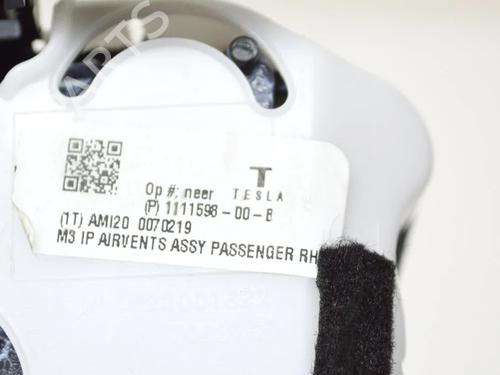 Op #: neer
TESLA
(P) 1111598-00-B
(1T) AMI20 0070219
M3 IP AIRVENTS ASSY PASSENGER RH